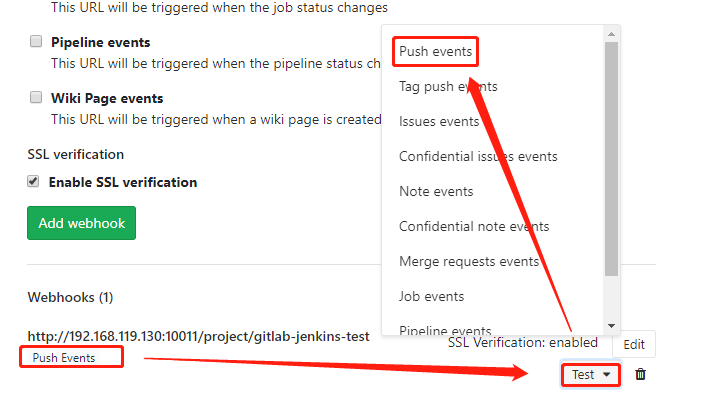 This URL will be triggered when the job status changes
Pipeline events
This URL will be triggered when the pipeline status ch
Wiki Page events
This URL will be triggered when a wiki page is created
SSL verification
Enable SSL verification
Add webhook
Push events
Tag push events
Issues events
Confidential issues events
Note events
Confidential note events
Merge requests events
Job events
Pipeline events
Webhooks (1)
http://192.168.119.130:10011/project/gitlab-jenkins-test
Push Events
SSL Verification: enabled
Edit
Test